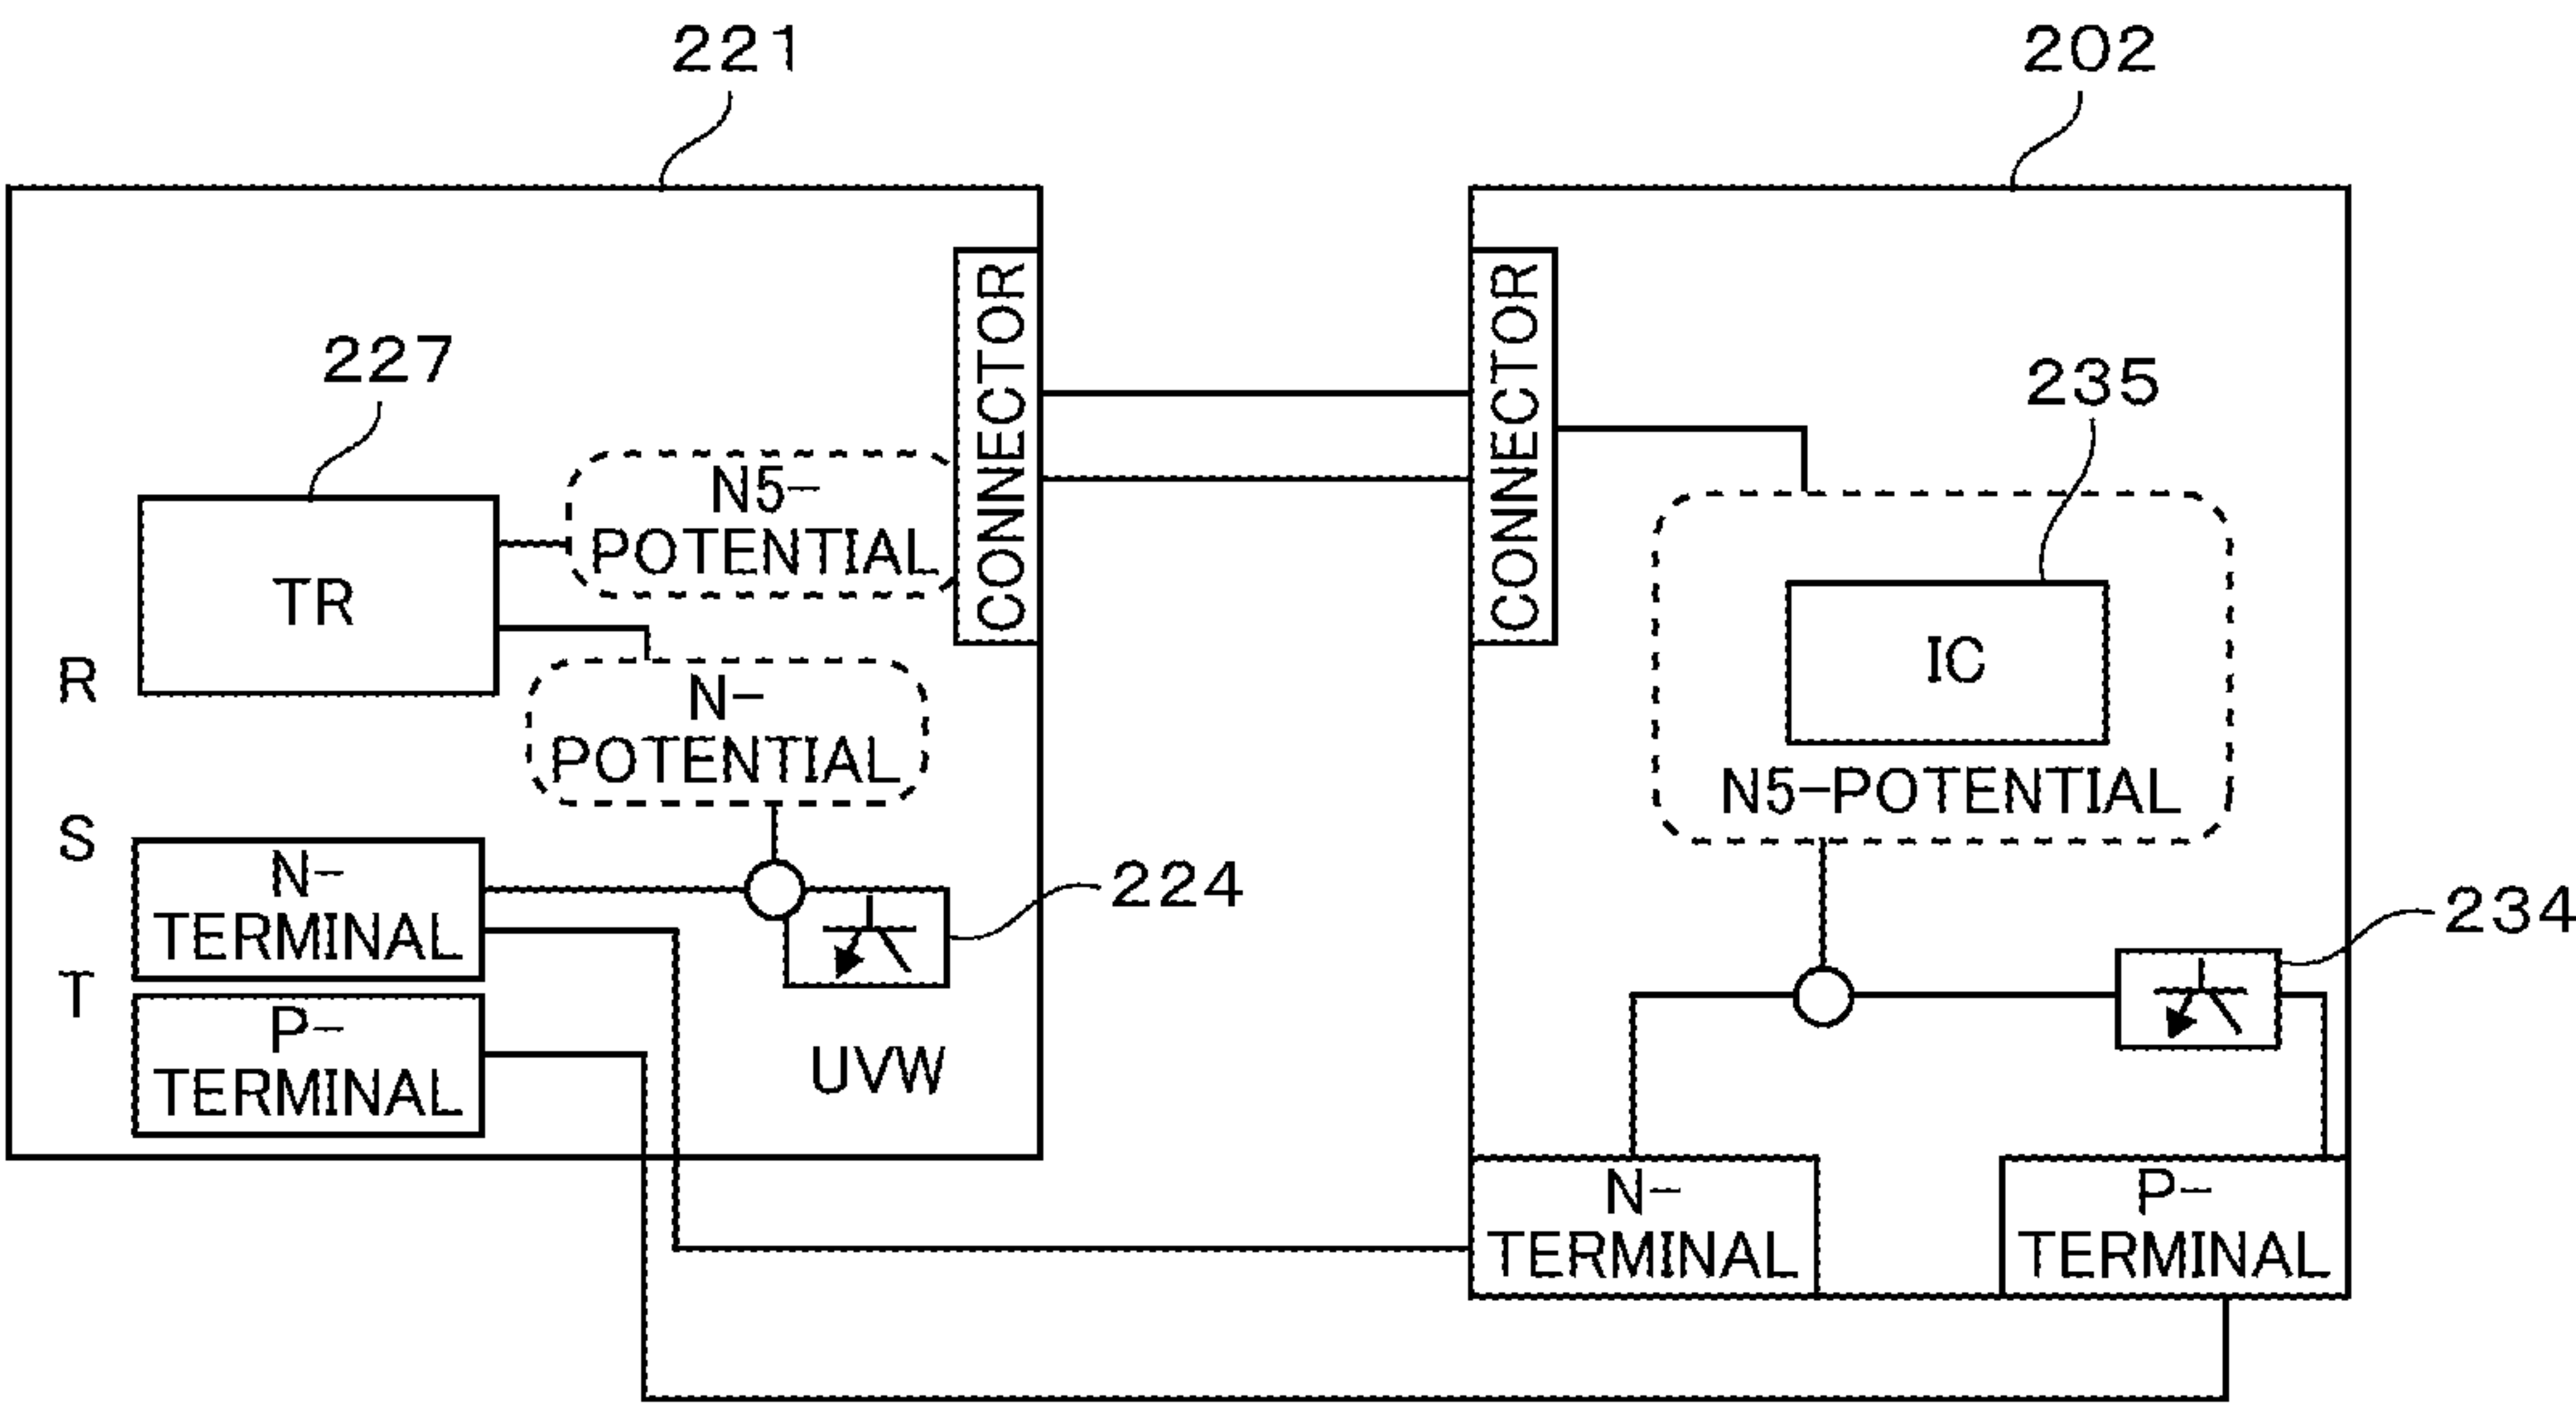 221
202
227
235
CONNECTOR
CONNECTOR
N5-
POTENTIAL
TR
IC
R
N-
POTENTIAL
N5-POTENTIAL
S
N-
TERMINAL
224
234
T
P-
TERMINAL
UVW
N-
TERMINAL
P-
TERMINAL